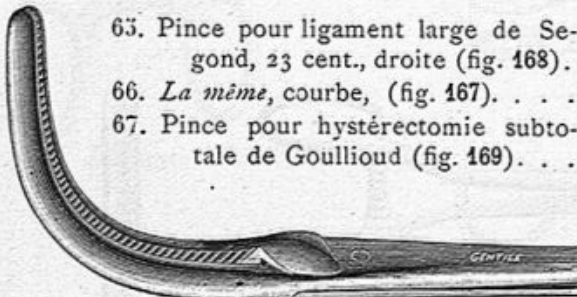 65. Pince pour ligament large de Se-
gond, 23 cent., droite (fig. 168).
66. La même, courbe, (fig. 167). . . .
67. Pince pour hystérectomie subto-
tale de Goullioud (fig. 169). . .
GENTILE